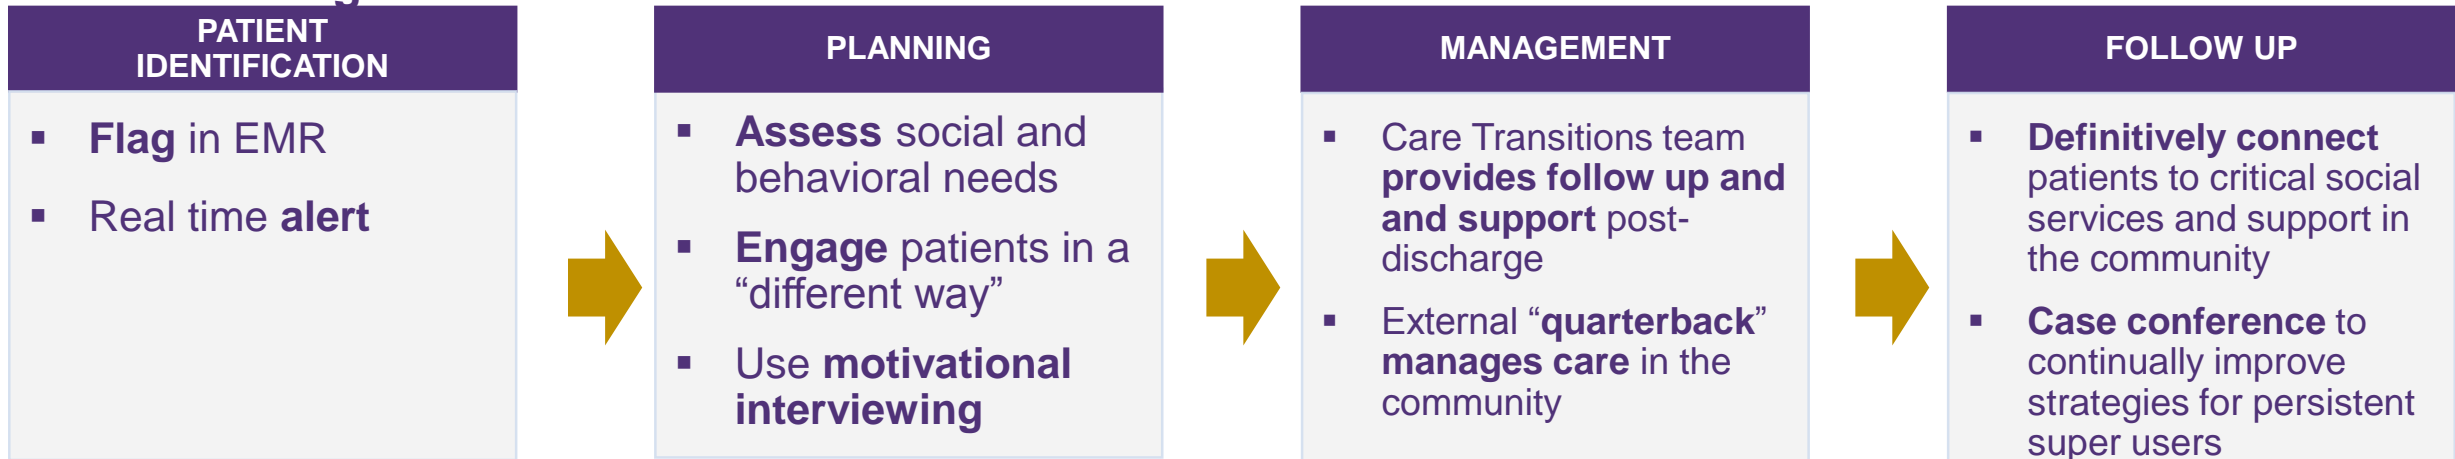 PATIENT
IDENTIFICATION
▪ Flag in EMR
▪ Real time alert
PLANNING
▪ Assess social and
behavioral needs
▪ Engage patients in a
“different way”
▪ Use motivational
interviewing
MANAGEMENT
▪ Care Transitions team
provides follow up and
and support post-
discharge
▪ External “quarterback”
manages care in the
community
FOLLOW UP
▪ Definitively connect
patients to critical social
services and support in
the community
▪ Case conference to
continually improve
strategies for persistent
super users